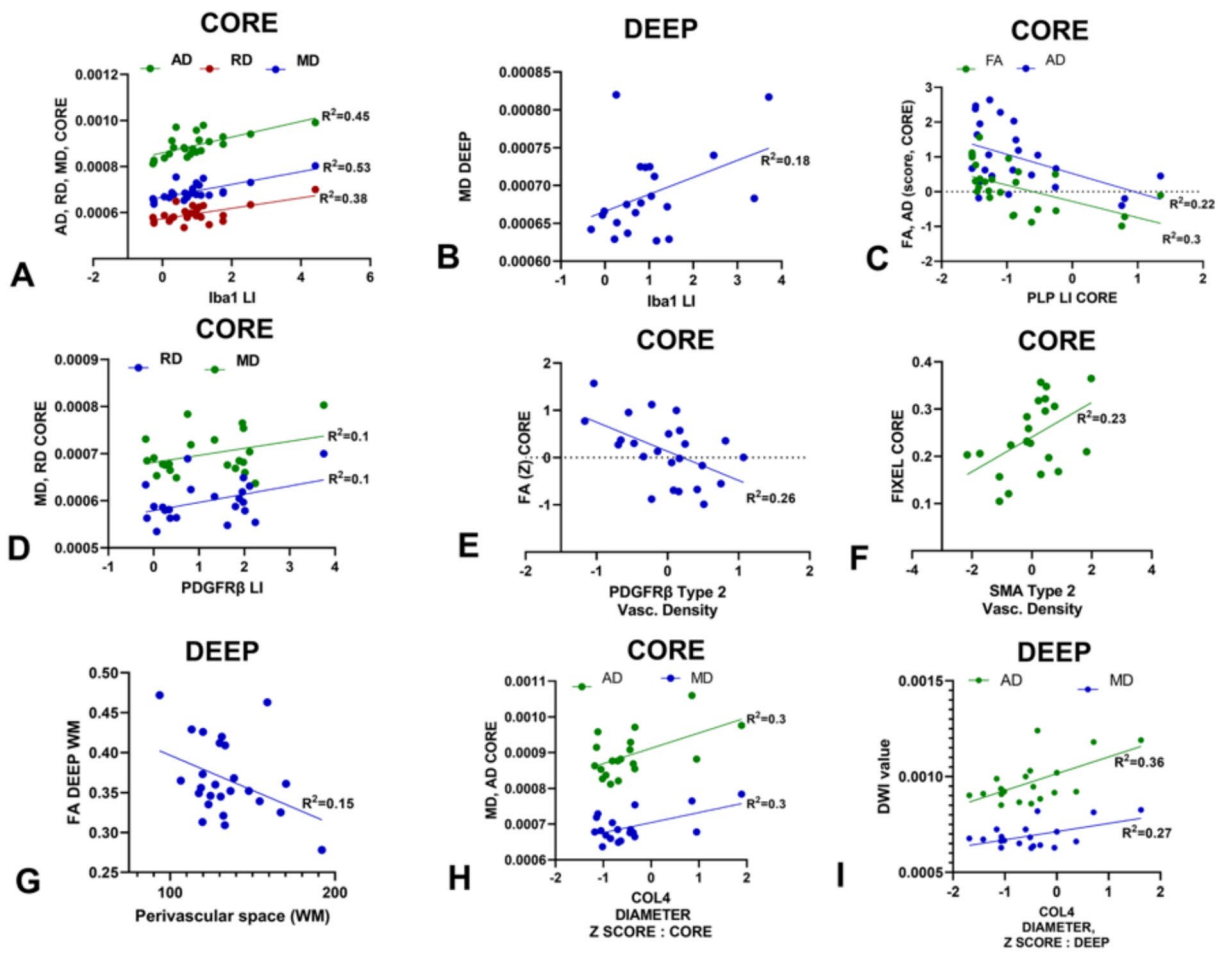 CORE
AD RD MD
AD, RD, MD, CORE
0.0012
0.0010
0.0008
0.0006
R²=0.45
R²=0.53
R²=0.38
-2 0 2 4 6
Iba1 LI
A
DEEP
MD DEEP
0.00085
0.00080
0.00075
0.00070
0.00065
0.00060
R²=0.18
-1 0 1 2 3 4
Iba1 LI
B
CORE
FA AD
FA, AD (score, CORE)
3
2
1
0
-1
-2
R²=0.22
R²=0.3
-2 -1 0 1 2
PLP LI CORE
C
CORE
RD MD
MD, RD CORE
0.0009
0.0008
0.0007
0.0006
0.0005
R²=0.1
R²=0.1
-1 0 1 2 3 4
PDGFRβ LI
D
CORE
FA (Z) CORE
2
1
0
-1
R²=0.26
-2 -1 0 1 2
PDGFRβ Type 2
Vasc. Density
E
CORE
FIXEL CORE
0.4
0.3
0.2
0.1
R²=0.23
-4 -2 0 2 4
SMA Type 2
Vasc. Density
F
DEEP
FA DEEP WM
0.50
0.45
0.40
0.35
0.30
0.25
R²=0.15
100 200
Perivascular space (WM)
G
CORE
AD MD
MD, AD CORE
0.0011
0.0010
0.0009
0.0008
0.0007
0.0006
R²=0.3
R²=0.3
-2 -1 0 1 2
COL4
DIAMETER
Z SCORE : CORE
H
DEEP
AD MD
DWI value
0.0015
0.0010
0.0005
R²=0.36
R²=0.27
-2 -1 0 1 2
COL4
DIAMETER,
Z SCORE : DEEP
I